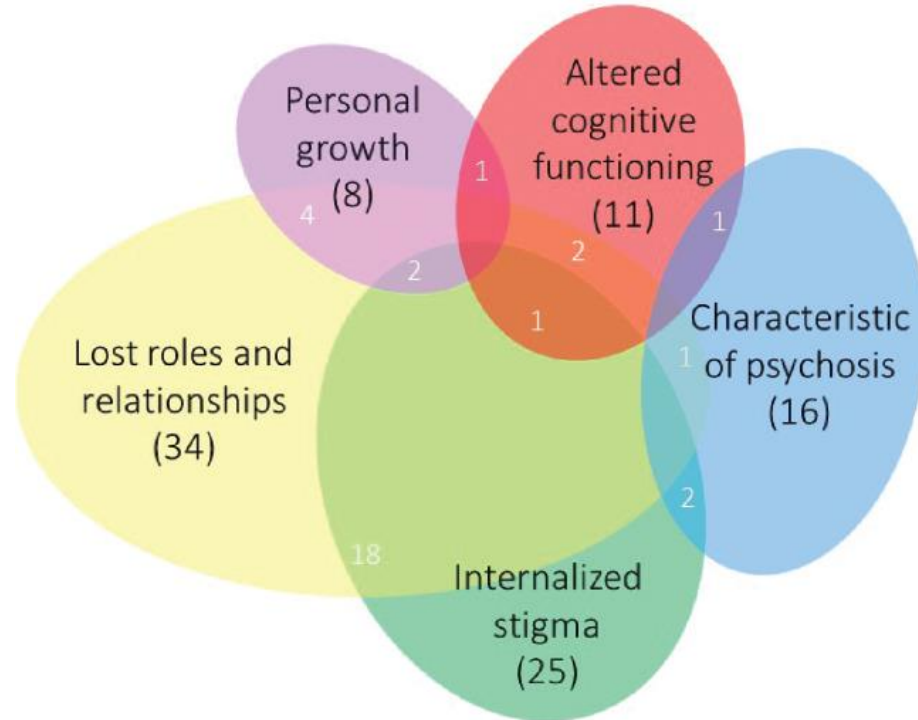 Personal
growth
(8)
Altered
cognitive
functioning
(11)
1
1
4
2
2
1
Characteristic
of psychosis
(16)
1
Lost roles and
relationships
(34)
2
18
Internalized
stigma
(25)